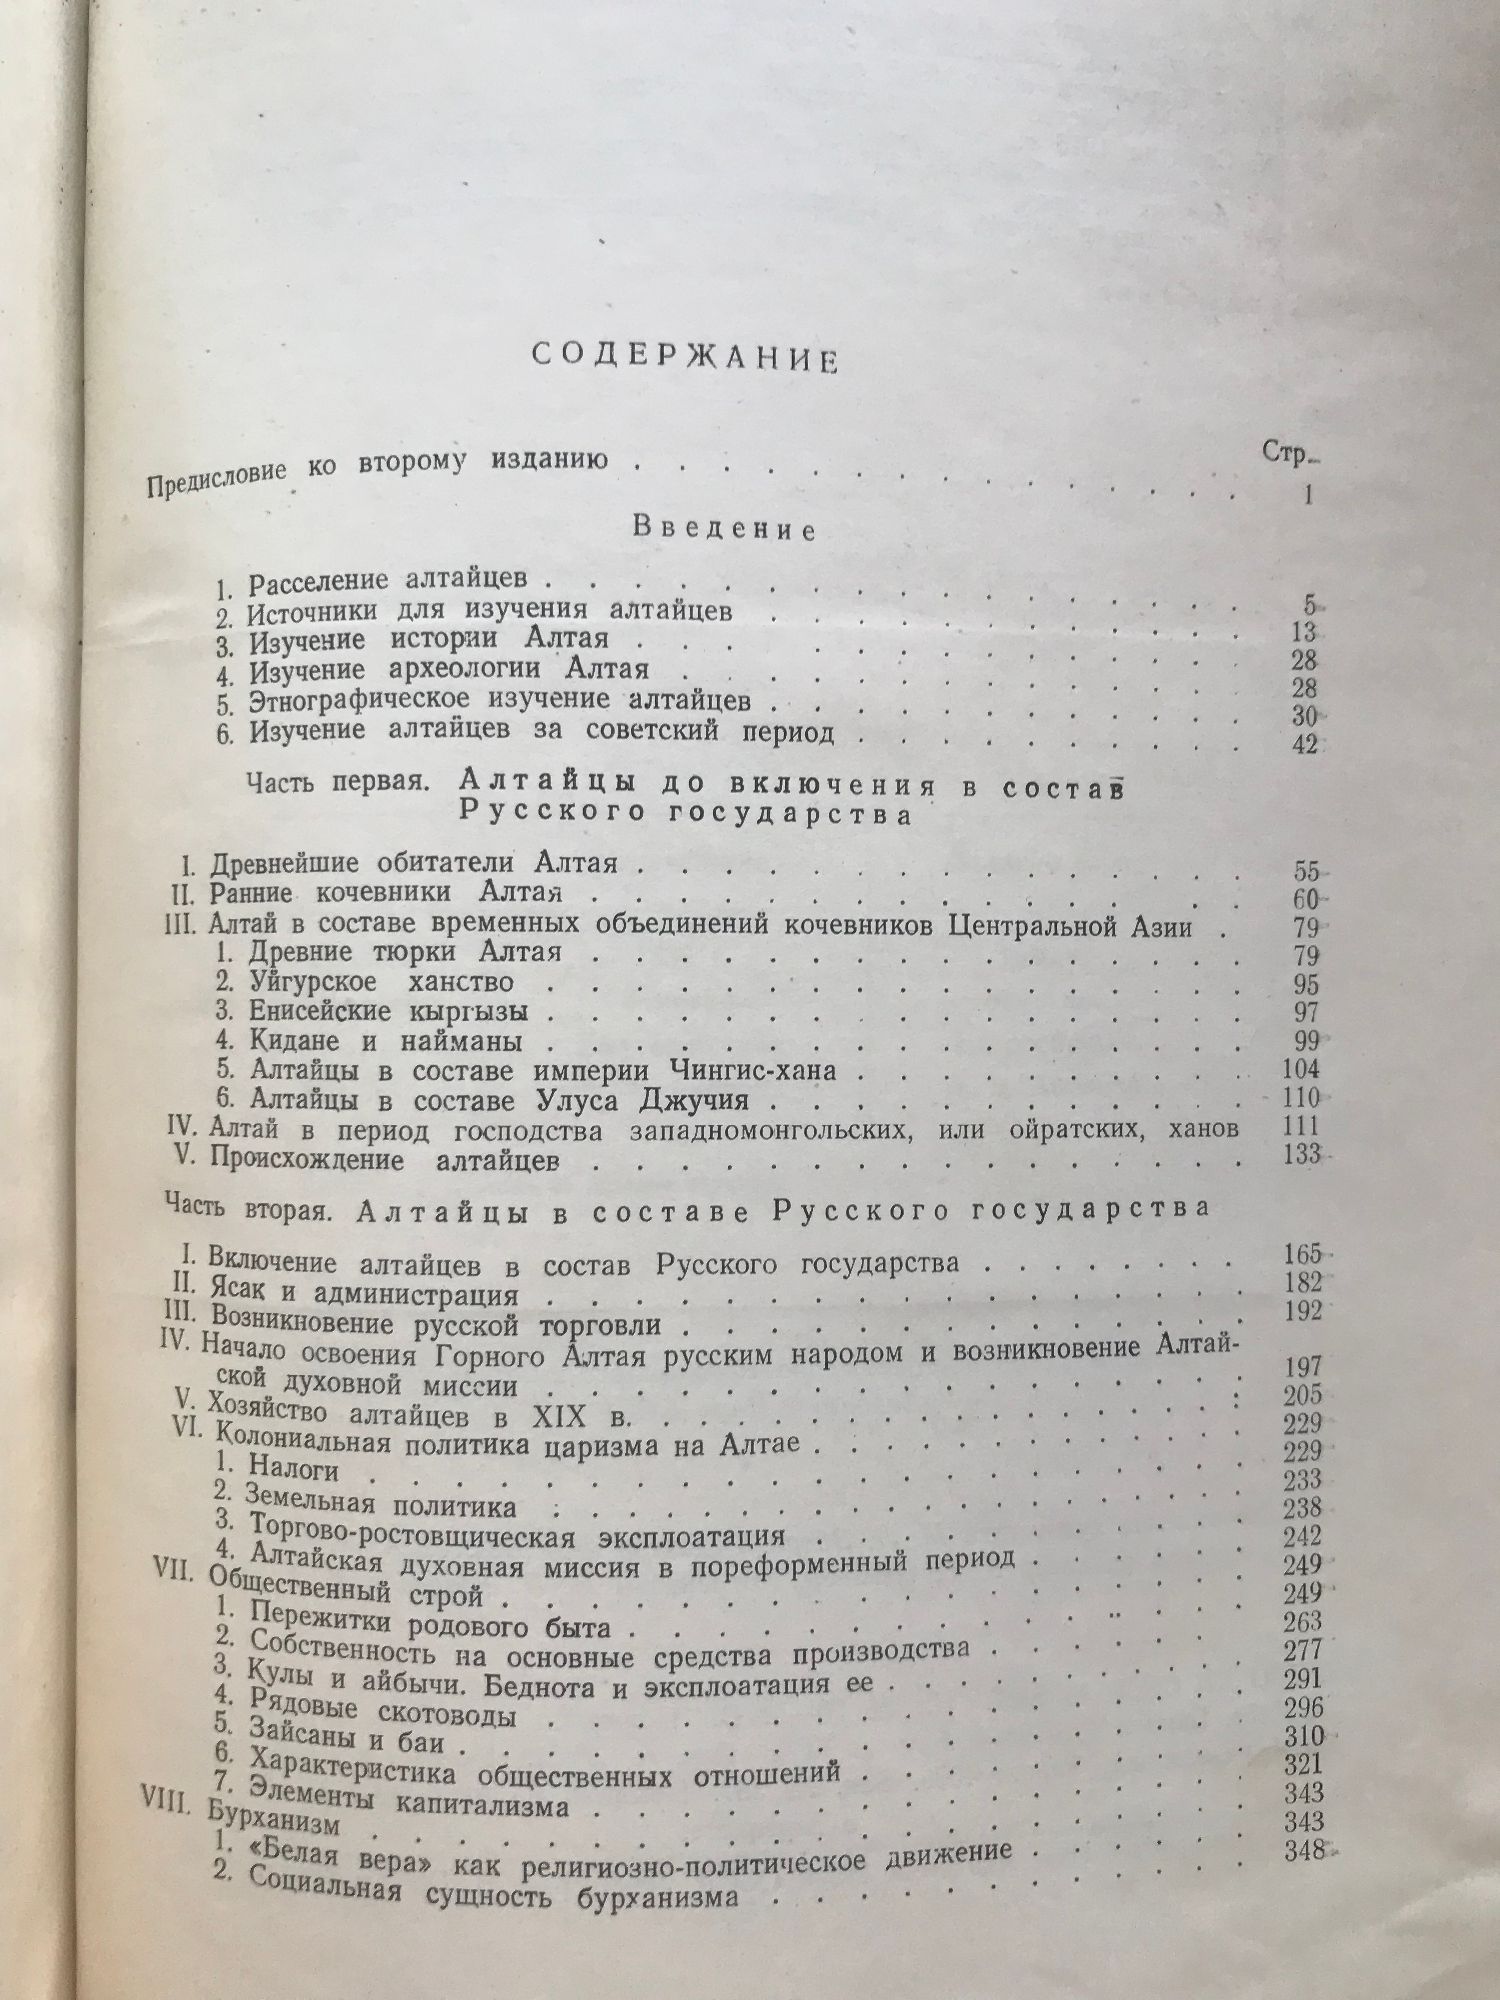 СОДЕРЖАНИЕ
Стр.
Предисловие ко второму изданию . . . . . . . . . . . . . . 1
Введение
1. Расселение алтайцев . . . . . . . . . . . . . . . . 5
2. Источники для изучения алтайцев . . . . . . . . . . . 13
3. Изучение истории Алтая . . . . . . . . . . . . . 28
4. Изучение археологии Алтая . . . . . . . . . . . . . 28
5. Этнографическое изучение алтайцев . . . . . . . . . . . 30
6. Изучение алтайцев за советский период . . . . . . . . . 42
Часть первая. Алтайцы до включения в состав
Русского государства
I. Древнейшие обитатели Алтая . . . . . . . . . . . . . . 55
II. Ранние кочевники Алтая . . . . . . . . . . . . . . . 60
III. Алтай в составе временных объединений кочевников Центральной Азии . 79
1. Древние тюрки Алтая . . . . . . . . . . . . . . . 79
2. Уйгурское ханство . . . . . . . . . . . . . . . . 95
3. Енисейские кыргызы . . . . . . . . . . . . . . . . 97
4. Кидане и найманы . . . . . . . . . . . . . . . . 99
5. Алтайцы в составе империи Чингис-хана . . . . . . . . . 104
6. Алтайцы в составе Улуса Джучия . . . . . . . . . . . 110
IV. Алтай в период господства западномонгольских, или ойратских, ханов 111
V. Происхождение алтайцев . . . . . . . . . . . . . . . 133
Часть вторая. Алтайцы в составе Русского государства
I. Включение алтайцев в состав Русского государства . . . . . . . 165
II. Ясак и администрация . . . . . . . . . . . . . . . . 182
III. Возникновение русской торговли . . . . . . . . . . . . . 192
IV. Начало освоения Горного Алтая русским народом и возникновение Алтай-
ской духовной миссии . . . . . . . . . . . . . . . . 197
V. Хозяйство алтайцев в XIX в. . . . . . . . . . . . . . . 205
VI. Колониальная политика царизма на Алтае . . . . . . . . . . 229
1. Налоги . . . . . . . . . . . . . . . . . . . . 229
2. Земельная политика . . . . . . . . . . . . . . . . 233
3. Торгово-ростовщическая эксплоатация . . . . . . . . . . 238
4. Алтайская духовная миссия в пореформенный период . . . . . 242
VII. Общественный строй . . . . . . . . . . . . . . . . . 249
1. Пережитки родового быта . . . . . . . . . . . . . . 249
2. Собственность на основные средства производства . . . . . . 263
3. Кулы и айбычи. Беднота и эксплоатация ее . . . . . . . . 277
4. Рядовые скотоводы . . . . . . . . . . . . . . . . 291
5. Зайсаны и баи . . . . . . . . . . . . . . . . . . 296
6. Характеристика общественных отношений . . . . . . . . . 310
7. Элементы капитализма . . . . . . . . . . . . . . . 321
VIII. Бурханизм . . . . . . . . . . . . . . . . . . . . 343
1. «Белая вера» как религиозно-политическое движение . . . . . 343
2. Социальная сущность бурханизма . . . . . . . . . . . 348